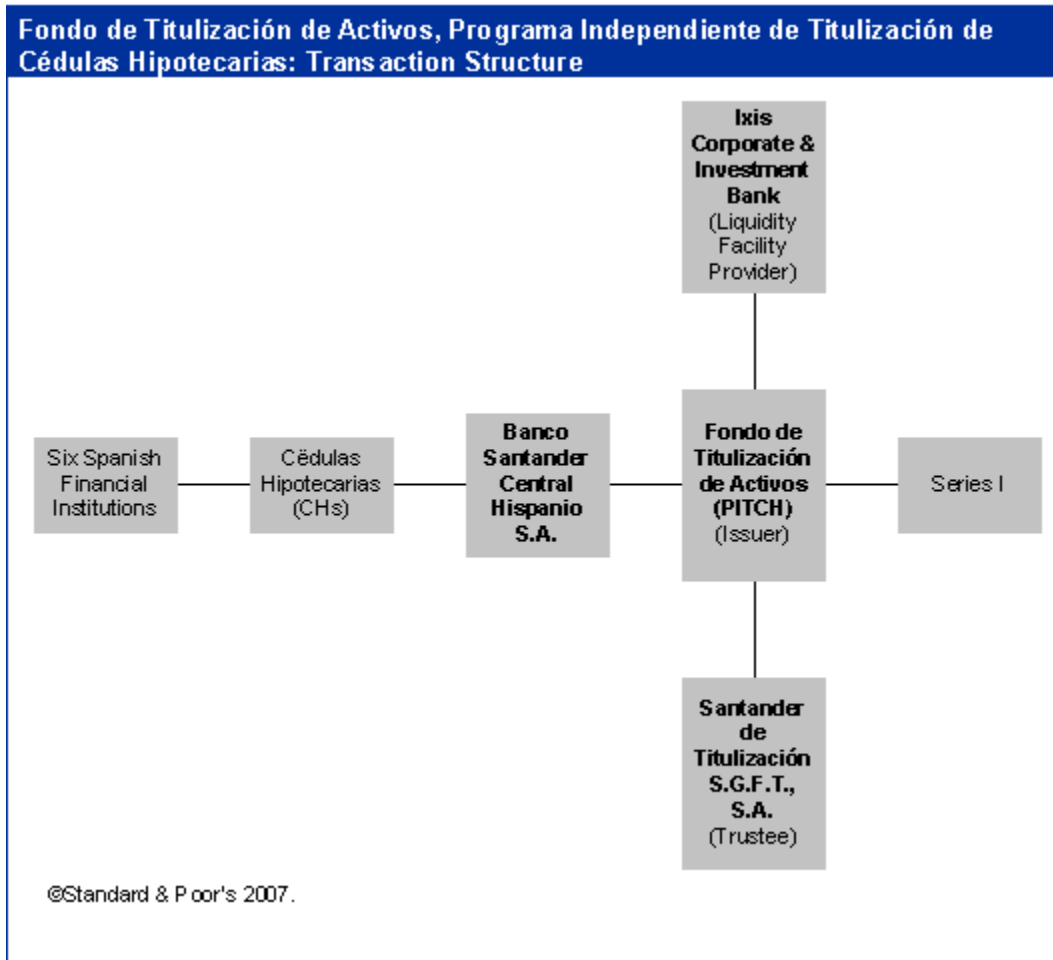 Fondo de Titulización de Activos, Programa Independiente de Titulización de
Cédulas Hipotecarias: Transaction Structure
Ixis
Corporate &
Investment
Bank
(Liquidity
Facility
Provider)
Six Spanish
Financial
Institutions
Cëdulas
Hipotecarias
(CHs)
Banco
Santander
Central
Hispanio
S.A.
Fondo de
Titulización
de Activos
(PITCH)
(Issuer)
Series I
Santander
de
Titulización
S.G.F.T.,
S.A.
(Trustee)
©Standard & Poor's 2007.